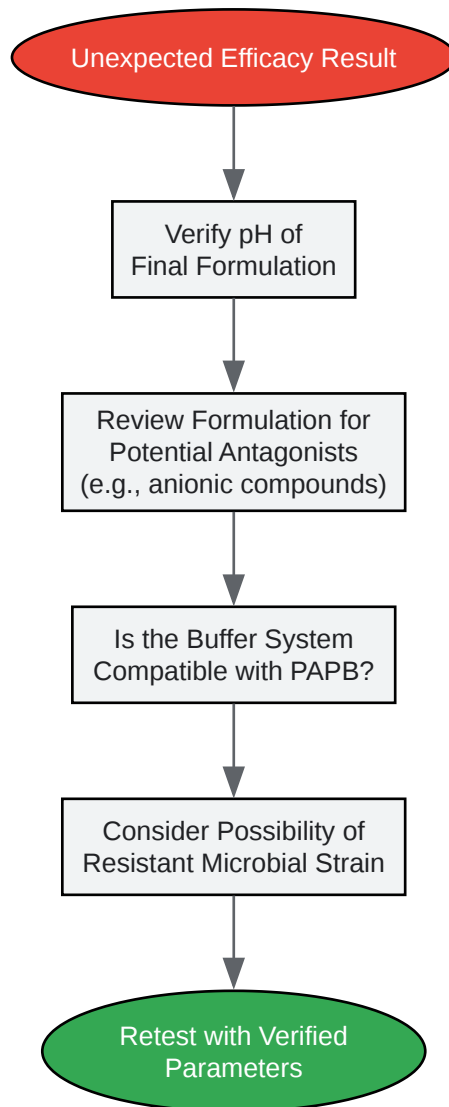 Unexpected Efficacy Result
Verify pH of
Final Formulation
Review Formulation for
Potential Antagonists
(e.g., anionic compounds)
Is the Buffer System
Compatible with PAPB?
Consider Possibility of
Resistant Microbial Strain
Retest with Verified
Parameters